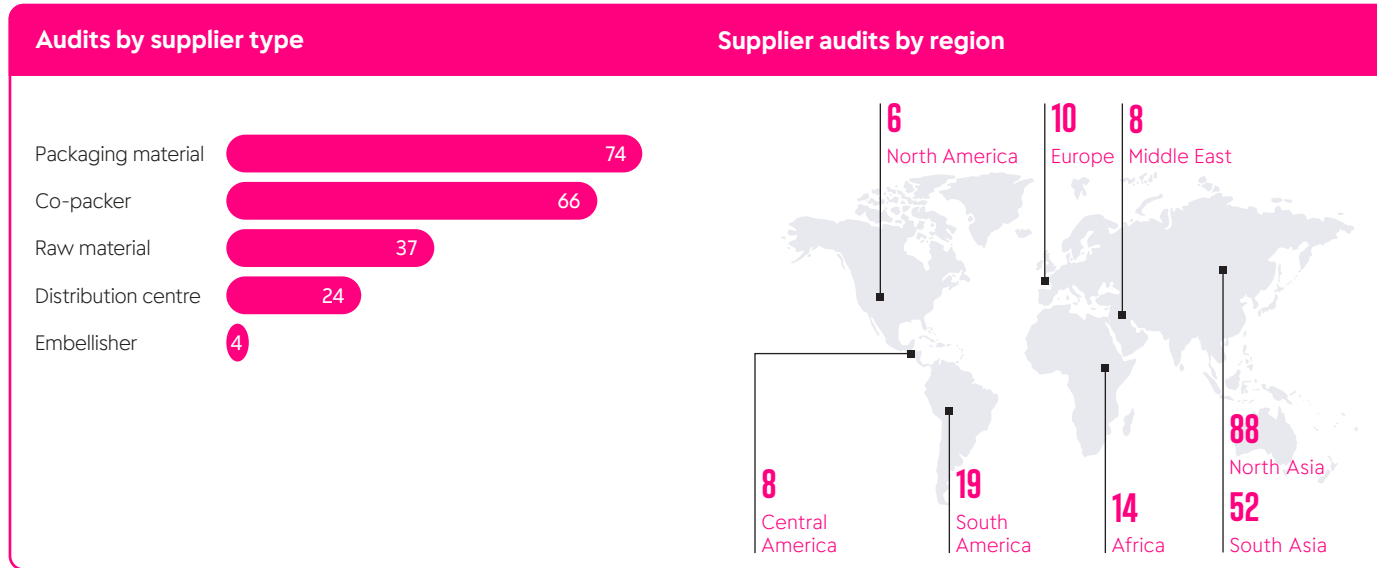 Audits by supplier type
Packaging material 74
Co-packer 66
Raw material 37
Distribution centre 24
Embellisher 4
Supplier audits by region
6
North America
10
Europe
8
Middle East
8
Central
America
19
South
America
14
Africa
88
North Asia
52
South Asia